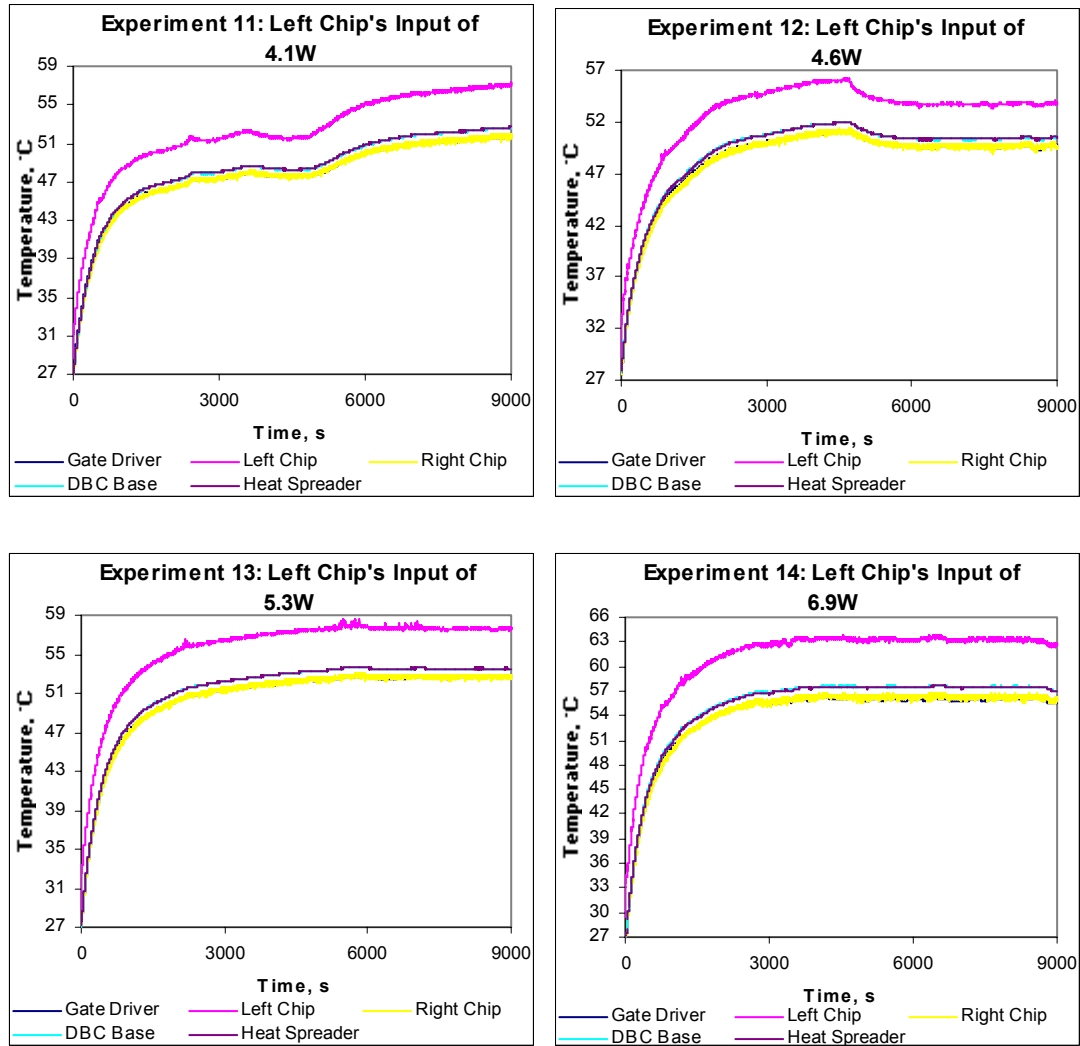 Experiment 11: Left Chip's Input of
4.1W
59
55
51
47
43
39
35
31
27
Temperature, °C
0 3000 6000 9000
Time, s
Gate Driver Left Chip Right Chip
DBC Base Heat Spreader
Experiment 12: Left Chip's Input of
4.6W
57
52
47
42
37
32
27
Temperature, °C
0 3000 6000 9000
Time, s
Gate Driver Left Chip Right Chip
DBC Base Heat Spreader
Experiment 13: Left Chip's Input of
5.3W
59
55
51
47
43
39
35
31
27
Temperature, °C
0 3000 6000 9000
Time, s
Gate Driver Left Chip Right Chip
DBC Base Heat Spreader
Experiment 14: Left Chip's Input of
6.9W
66
63
60
57
54
51
48
45
42
39
36
33
30
27
Temperature, °C
0 3000 6000 9000
Time, s
Gate Driver Left Chip Right Chip
DBC Base Heat Spreader